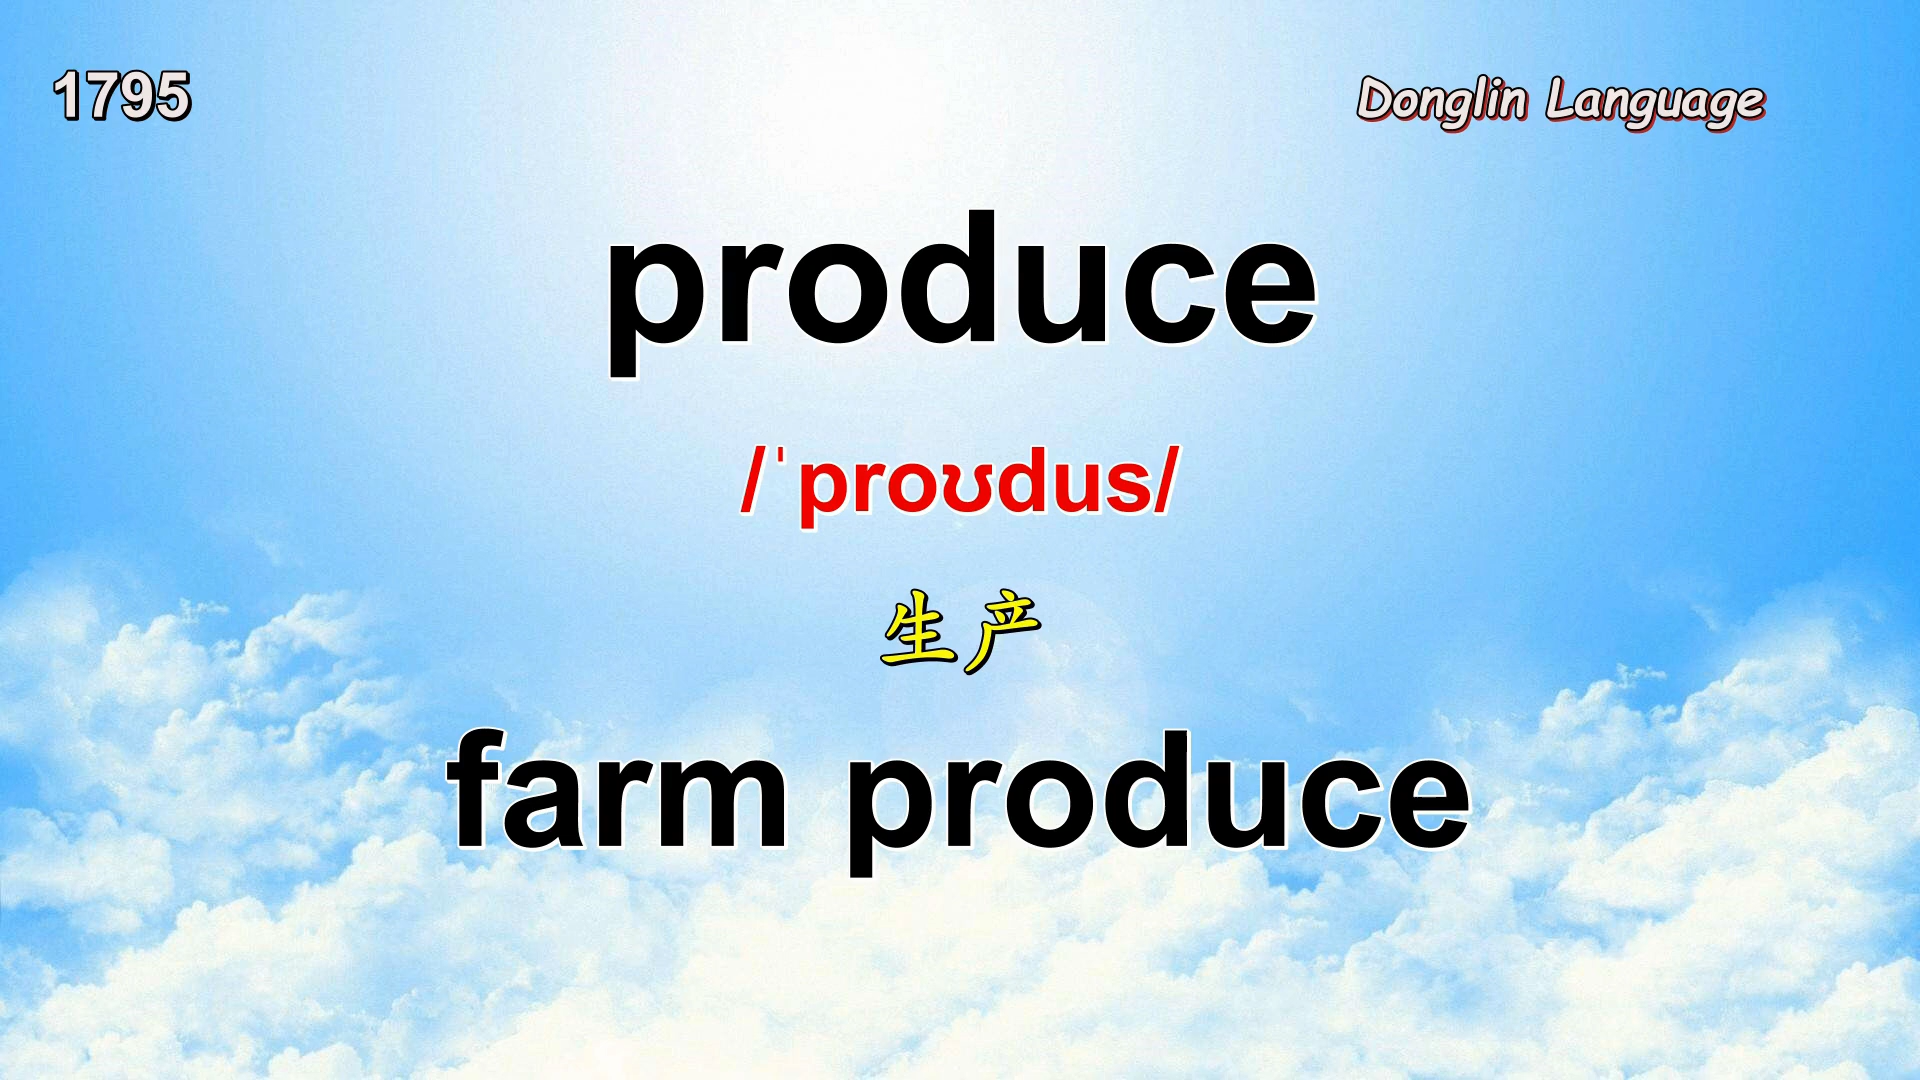 1795
Donglin Language
produce
/ˈproʊdus/
生产
farm produce